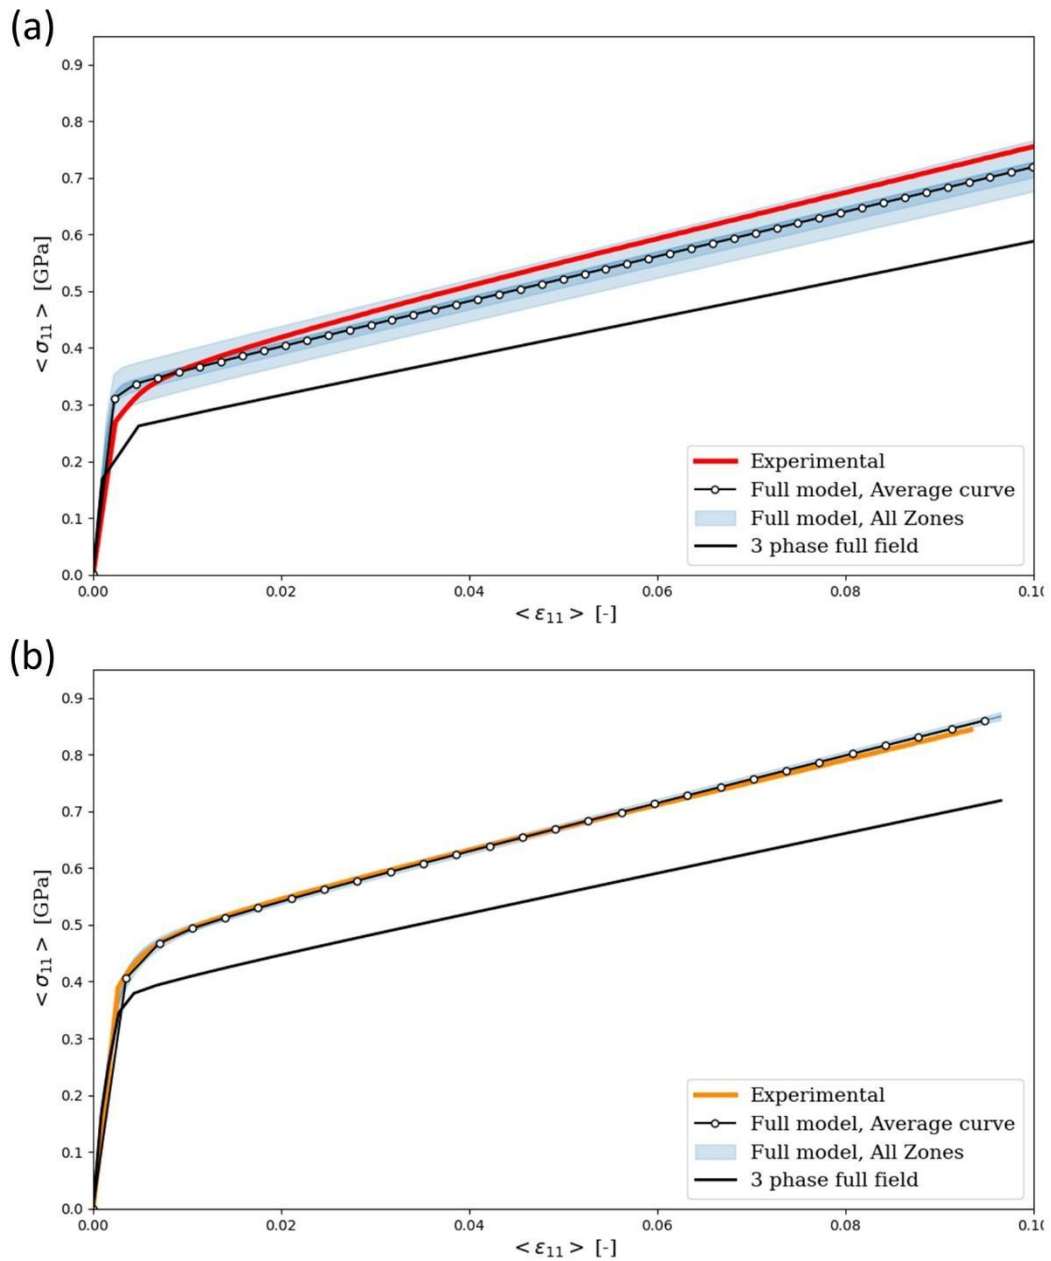 (a)
0.9
0.8
0.7
0.6
0.5
0.4
0.3
0.2
0.1
0.0
< σ11 > [GPa]
Experimental
Full model, Average curve
Full model, All Zones
3 phase full field
0.00 0.02 0.04 0.06 0.08 0.10
< ε11 > [-]
(b)
0.9
0.8
0.7
0.6
0.5
0.4
0.3
0.2
0.1
0.0
< σ11 > [GPa]
Experimental
Full model, Average curve
Full model, All Zones
3 phase full field
0.00 0.02 0.04 0.06 0.08 0.10
< ε11 > [-]